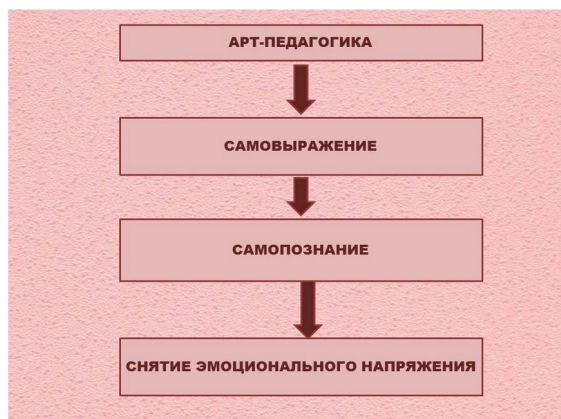 АРТ-ПЕДАГОГИКА
САМОВЫРАЖЕНИЕ
САМОПОЗНАНИЕ
СНЯТИЕ ЭМОЦИОНАЛЬНОГО НАПРЯЖЕНИЯ